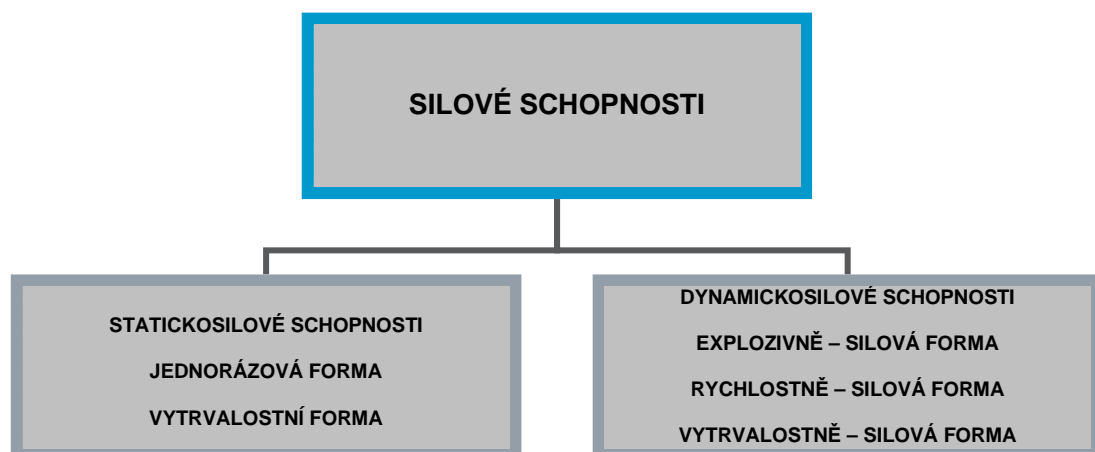 SILOVÉ SCHOPNOSTI
STATICKOSILOVÉ SCHOPNOSTI
JEDNORÁZOVÁ FORMA
VYTRVALOSTNÍ FORMA
DYNAMICKOSILOVÉ SCHOPNOSTI
EXPLOZIVNĚ – SILOVÁ FORMA
RYCHLOSTNĚ – SILOVÁ FORMA
VYTRVALOSTNĚ – SILOVÁ FORMA